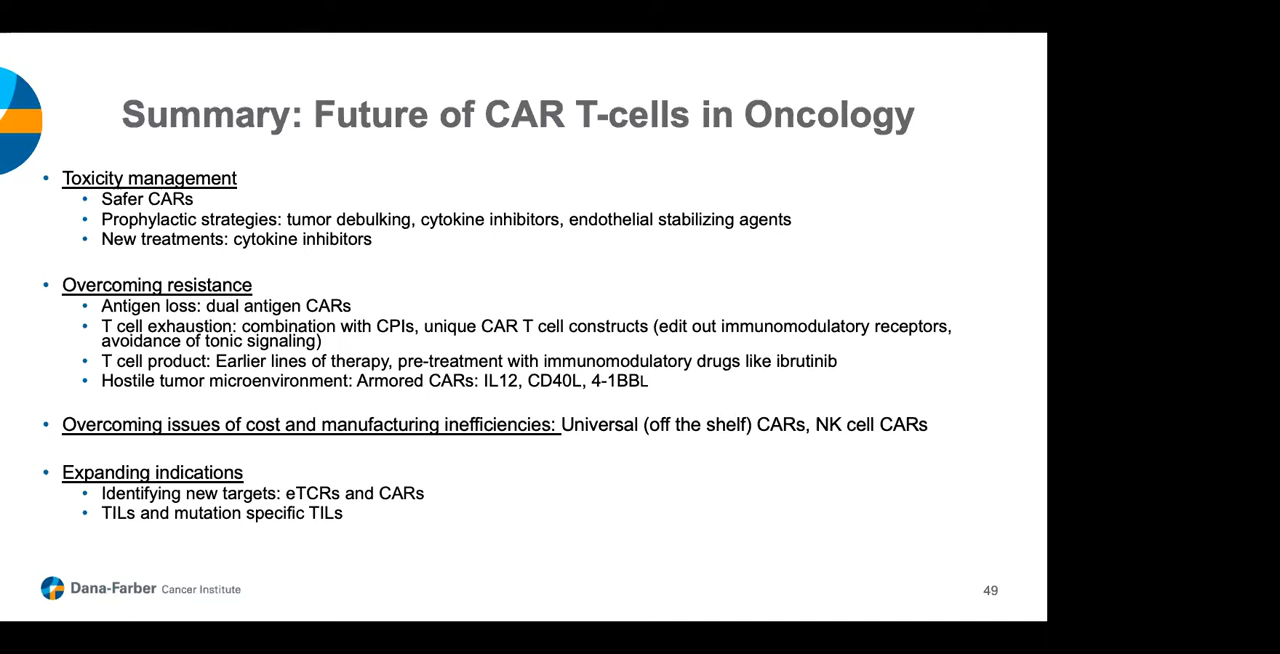 Summary: Future of CAR T-cells in Oncology
• Toxicity management
• Safer CARs
• Prophylactic strategies: tumor debulking, cytokine inhibitors, endothelial stabilizing agents
• New treatments: cytokine inhibitors
• Overcoming resistance
• Antigen loss: dual antigen CARs
• T cell exhaustion: combination with CPIs, unique CAR T cell constructs (edit out immunomodulatory receptors,
avoidance of tonic signaling)
• T cell product: Earlier lines of therapy, pre-treatment with immunomodulatory drugs like ibrutinib
• Hostile tumor microenvironment: Armored CARs: IL12, CD40L, 4-1BBL
• Overcoming issues of cost and manufacturing inefficiencies: Universal (off the shelf) CARs, NK cell CARs
• Expanding indications
• Identifying new targets: eTCRs and CARs
• TILs and mutation specific TILs
Dana-Farber Cancer Institute
49